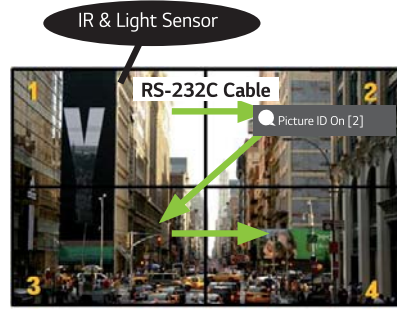 IR & Light Sensor
1
RS-232C Cable
2
Picture ID On [2]
3
4